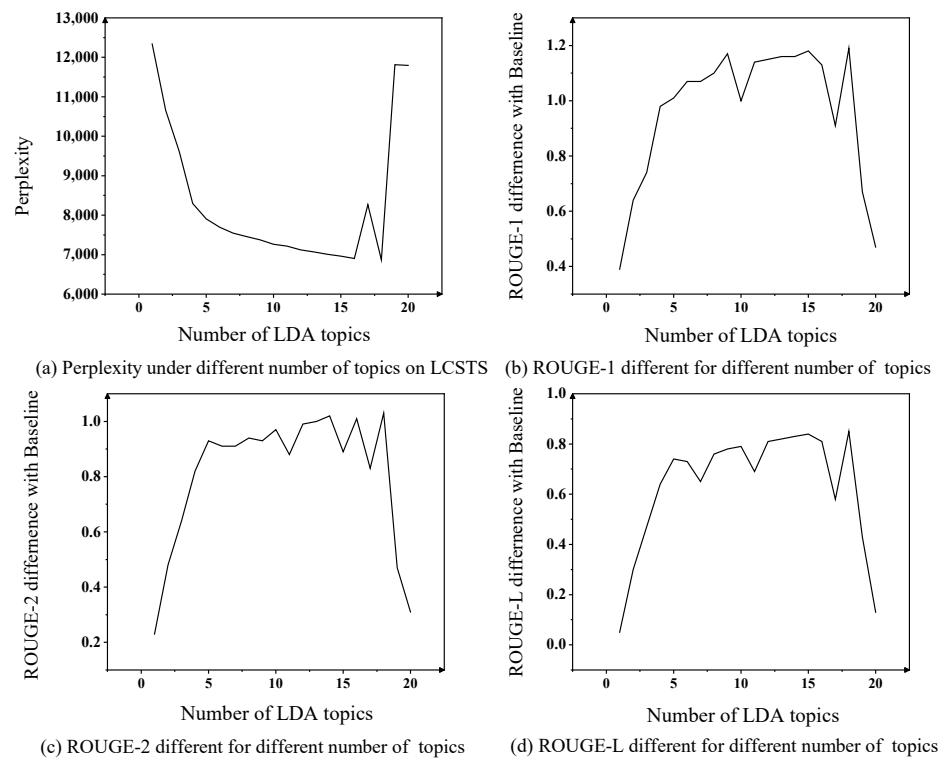 13,000
12,000
11,000
10,000
9,000
8,000
7,000
6,000
Perplexity
0 5 10 15 20
Number of LDA topics
(a) Perplexity under different number of topics on LCSTS
1.2
1.0
0.8
0.6
0.4
ROUGE-1 differnence with Baseline
0 5 10 15 20
Number of LDA topics
(b) ROUGE-1 different for different number of topics
1.0
0.8
0.6
0.4
0.2
ROUGE-2 differnence with Baseline
0 5 10 15 20
Number of LDA topics
(c) ROUGE-2 different for different number of topics
1.0
0.8
0.6
0.4
0.2
0.0
ROUGE-L differnence with Baseline
0 5 10 15 20
Number of LDA topics
(d) ROUGE-L different for different number of topics